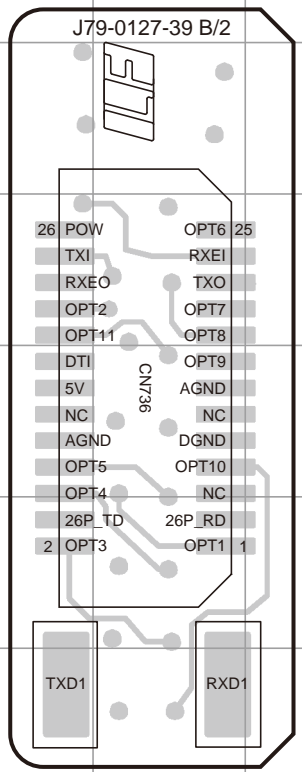 J79-0127-39 B/2
26 POW OPT6 25
TXI RXEI
RXEO TXO
OPT2 OPT7
OPT11 OPT8
DTI OPT9
5V AGND
NC NC
AGND DGND
OPT5 OPT10
OPT4 NC
26P_TD 26P_RD
2 OPT3 OPT1 1
CN736
TXD1 RXD1